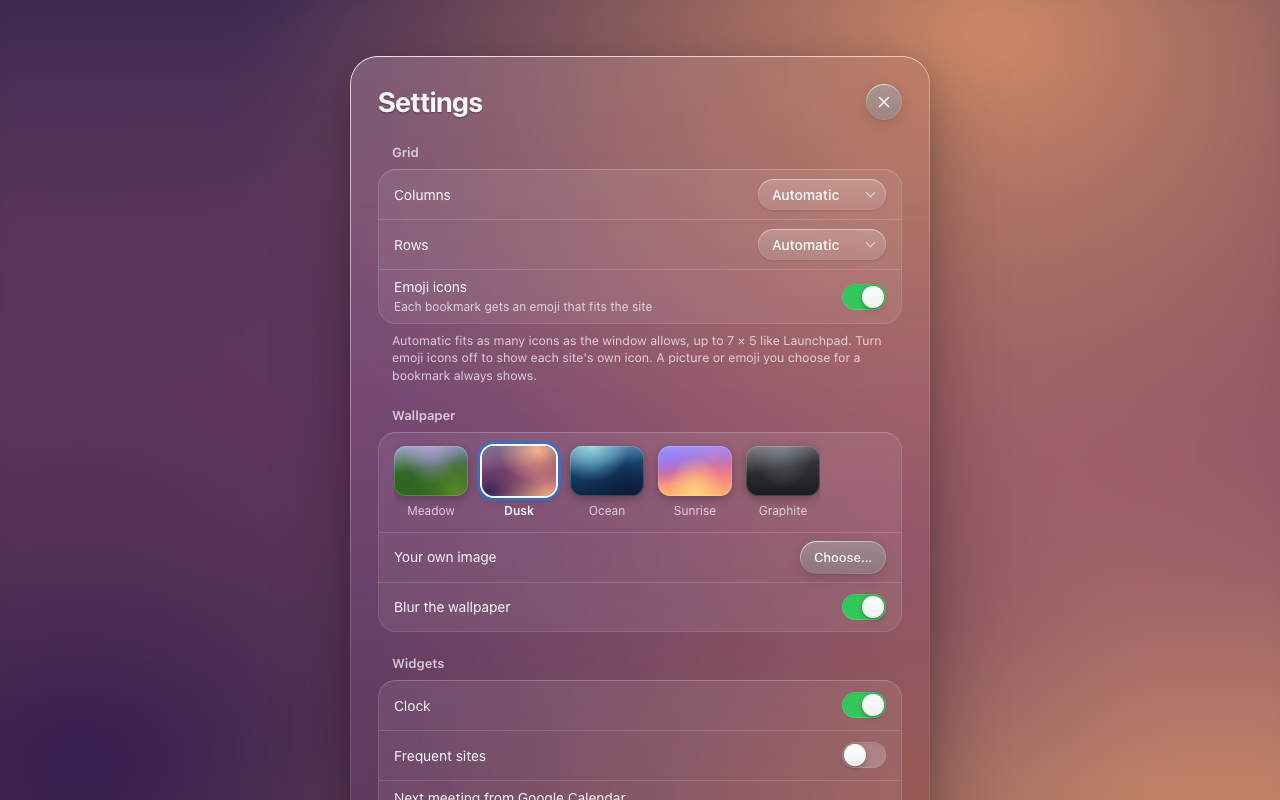 Settings
Grid
Columns
Automatic
Rows
Automatic
Emoji icons
Each bookmark gets an emoji that fits the site
Automatic fits as many icons as the window allows, up to 7 × 5 like Launchpad. Turn
emoji icons off to show each site's own icon. A picture or emoji you choose for a
bookmark always shows.
Wallpaper
Meadow
Dusk
Ocean
Sunrise
Graphite
Your own image
Choose…
Blur the wallpaper
Widgets
Clock
Frequent sites
Next meeting from Google Calendar